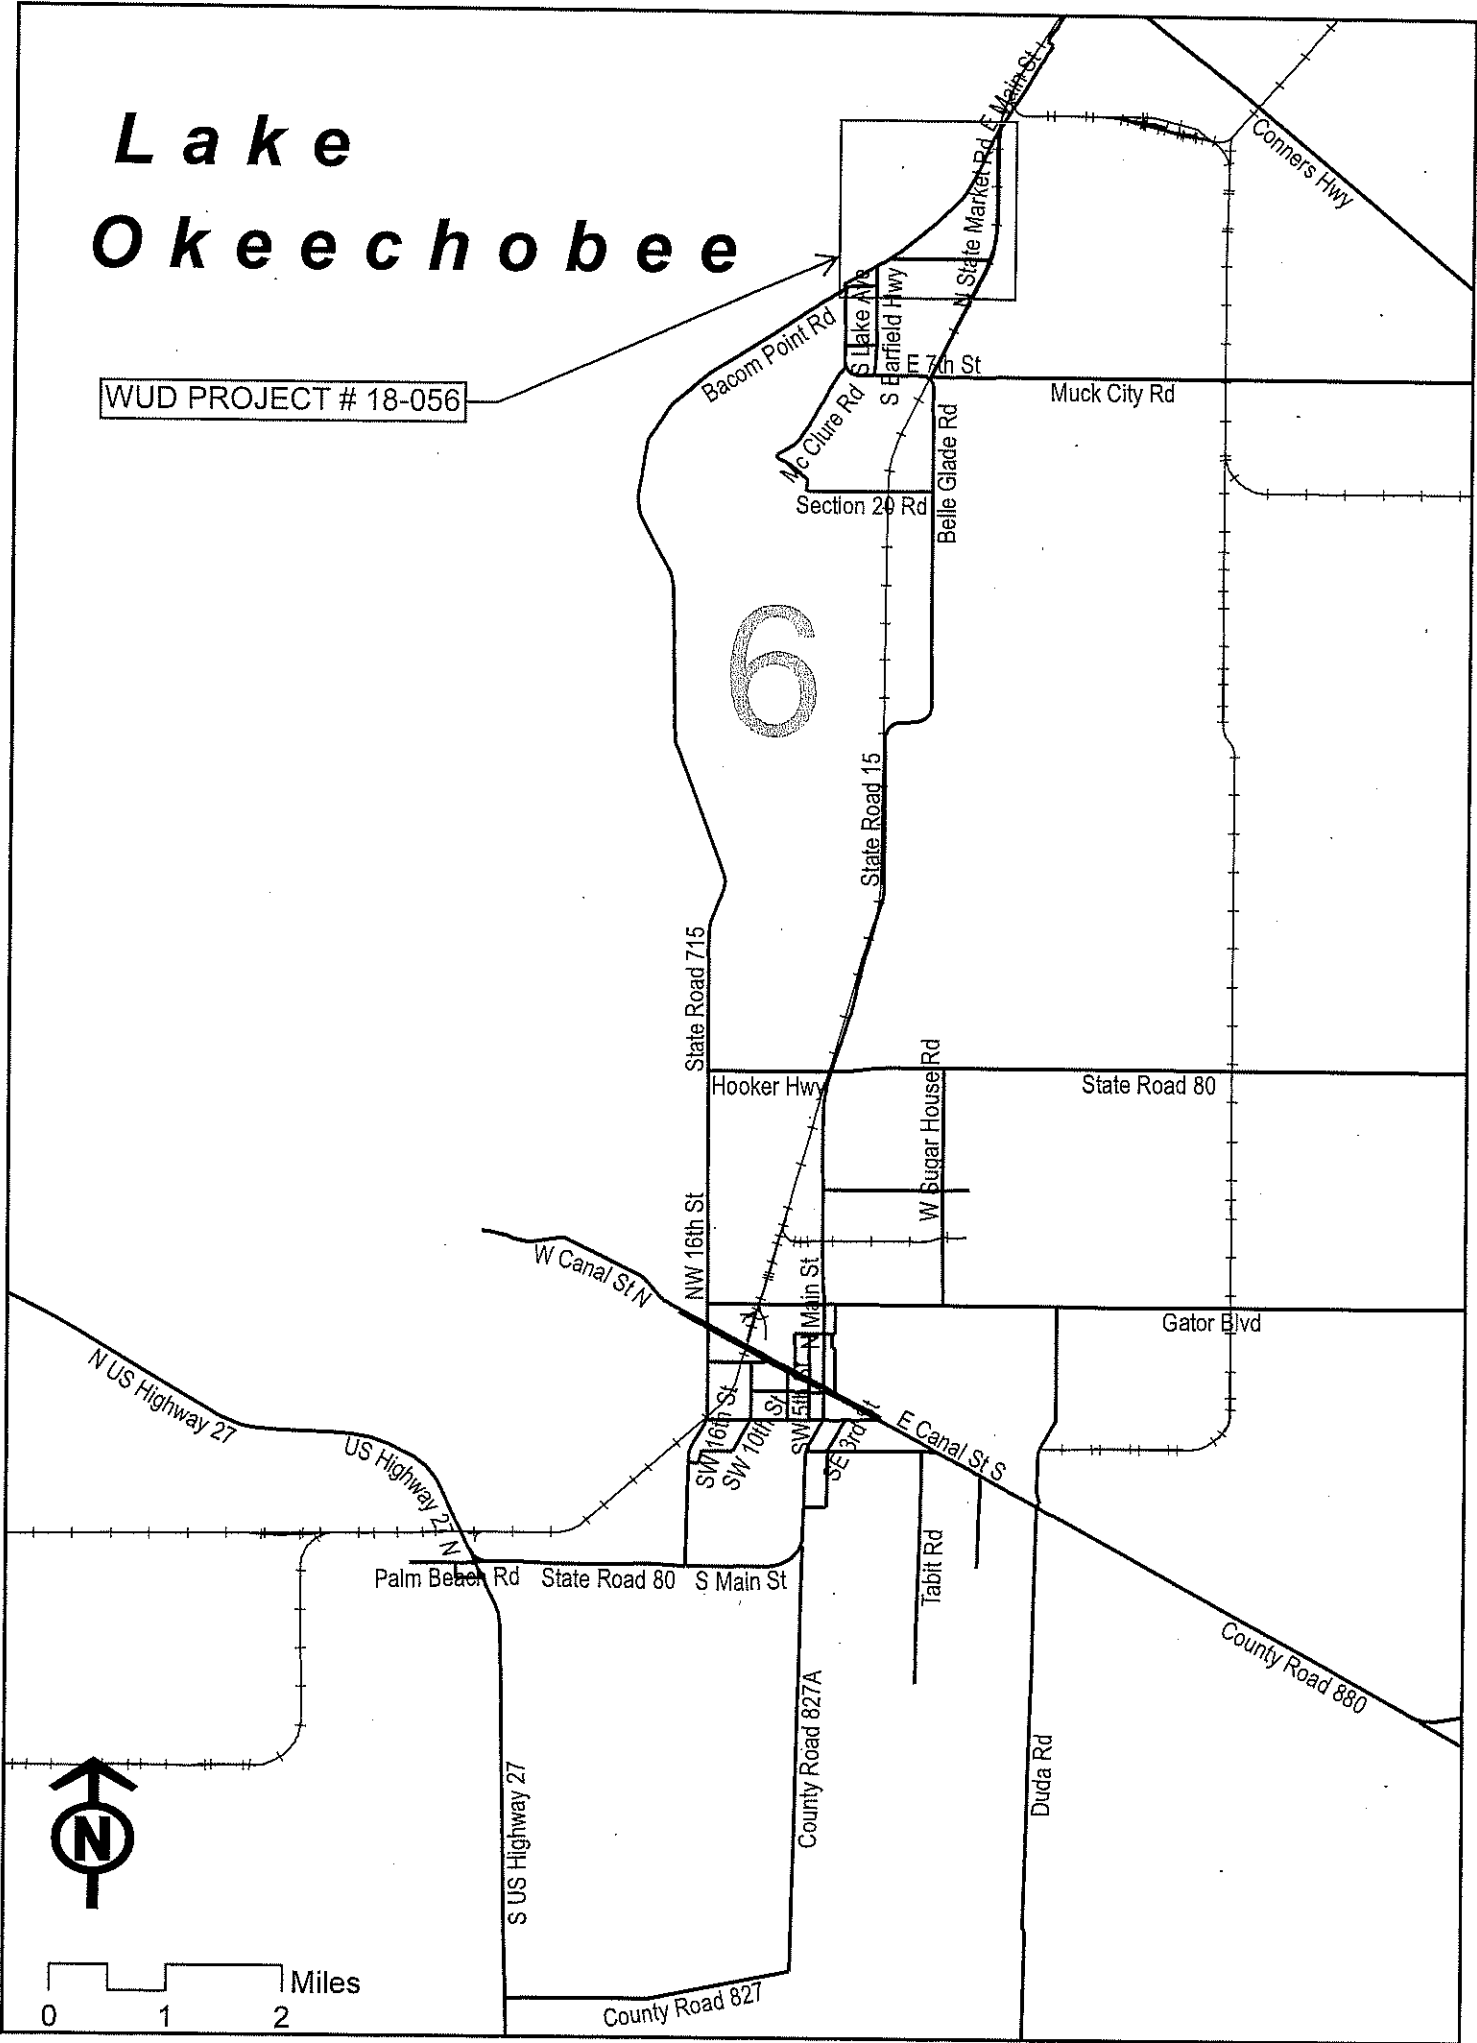 Lake
Okeechobee
E Main St
Conners Hwy
N State Market Rd
S Lake Ave
S Barfield Hwy
Bacom Point Rd
WUD PROJECT # 18-056
E 7th St
Muck City Rd
Mc Clure Rd
Belle Glade Rd
Section 20 Rd
6
State Road 15
State Road 715
Hooker Hwy
State Road 80
W Sugar House Rd
NW 16th St
W Canal St N
N Main St
Gator Blvd
N US Highway 27
US Highway 27 N
SW 16th St
SW 10th St
SW 5th St
SE 3rd St
E Canal St S
Palm Beach Rd
State Road 80
S Main St
Tabit Rd
County Road 880
County Road 827A
Duda Rd
S US Highway 27
County Road 827
N
Miles
0 1 2